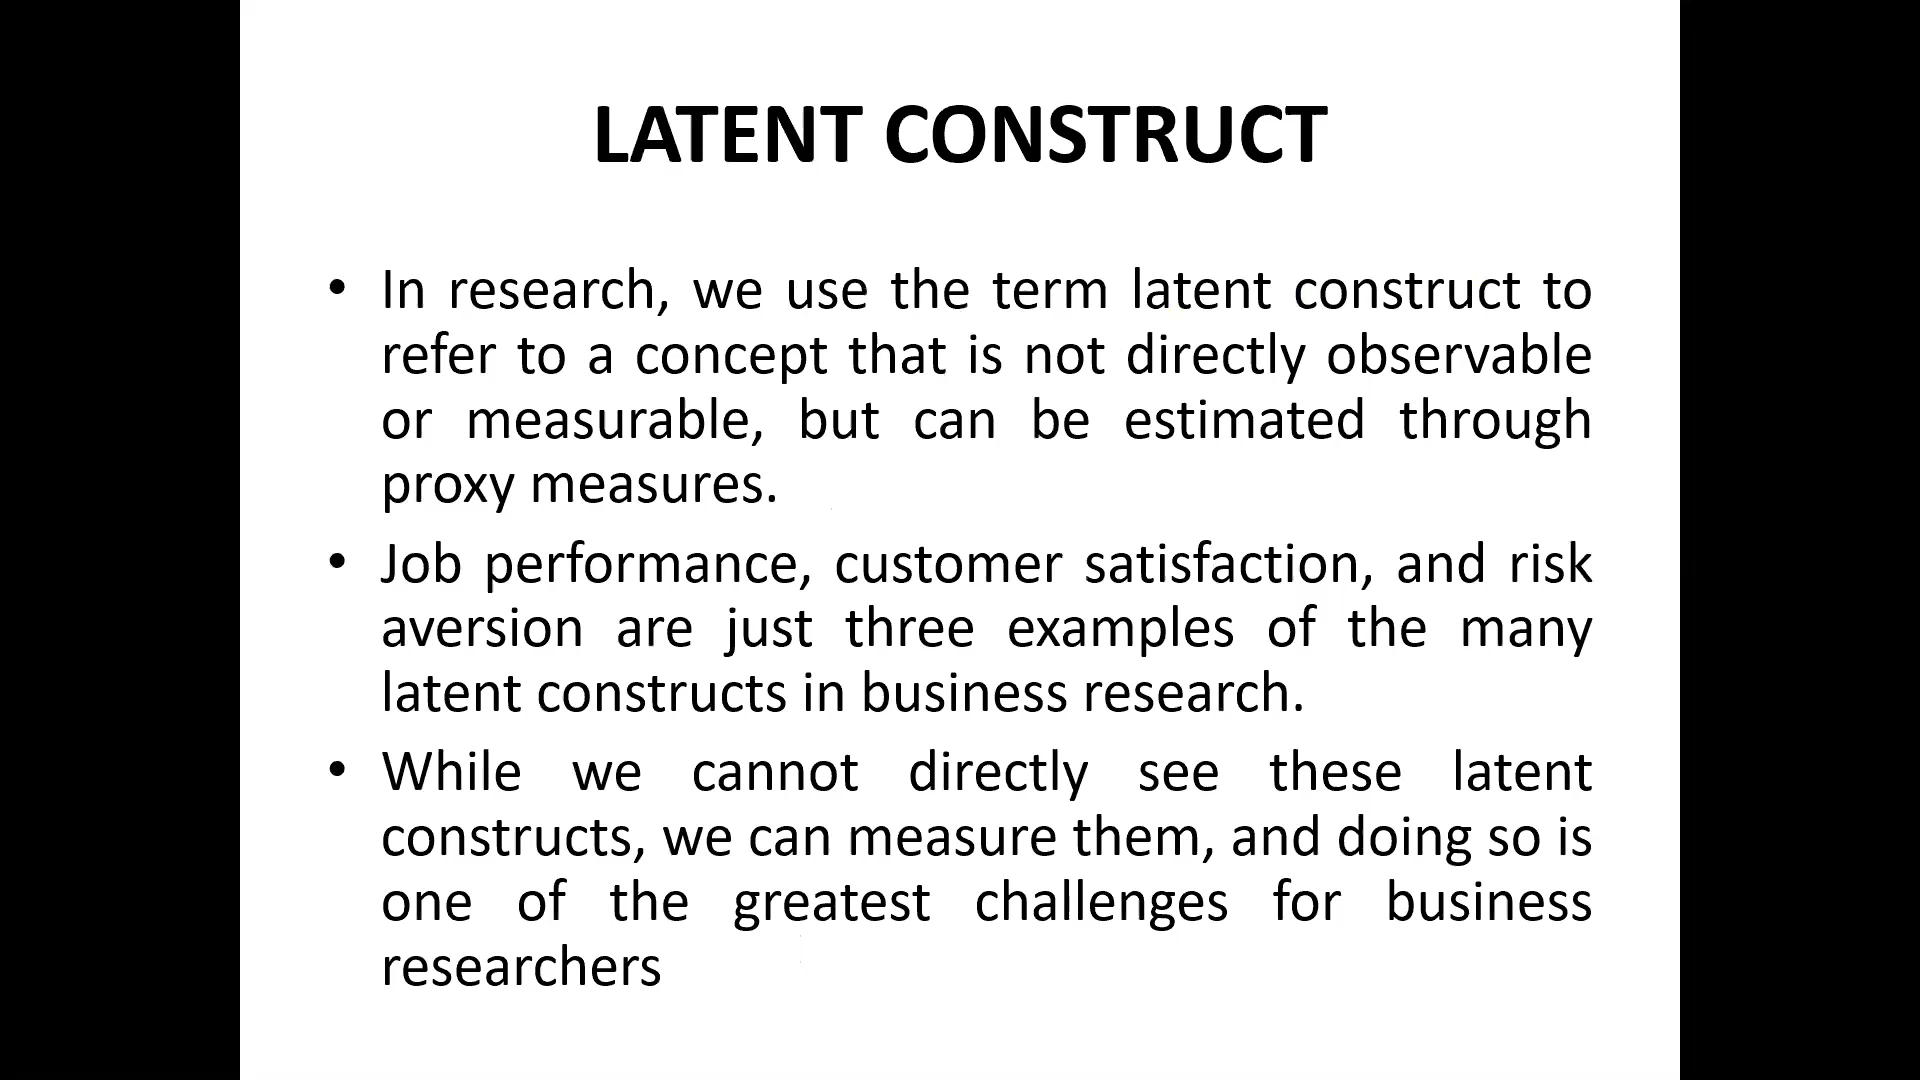 LATENT CONSTRUCT
• In research, we use the term latent construct to
refer to a concept that is not directly observable
or measurable, but can be estimated through
proxy measures.
• Job performance, customer satisfaction, and risk
aversion are just three examples of the many
latent constructs in business research.
• While we cannot directly see these latent
constructs, we can measure them, and doing so is
one of the greatest challenges for business
researchers